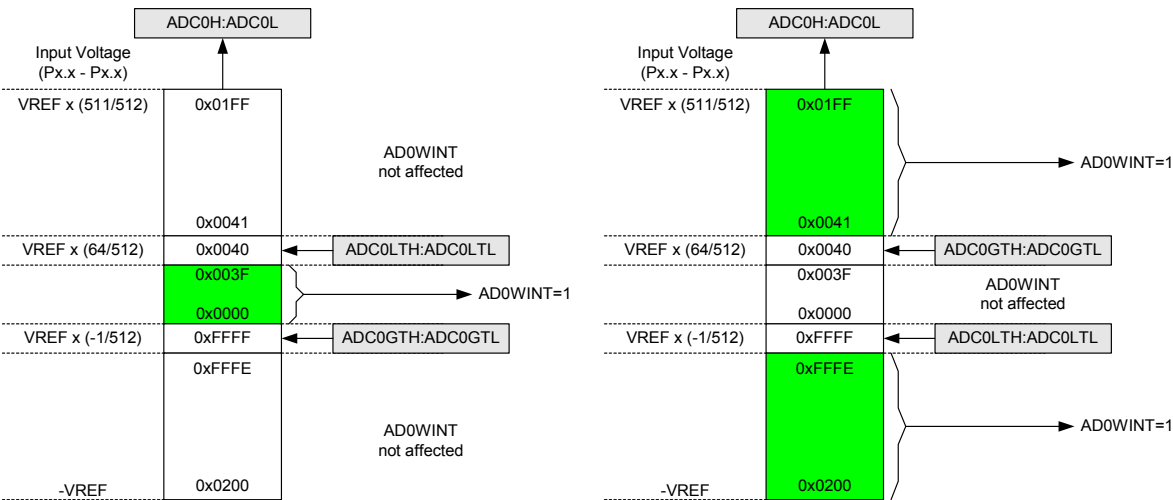 ADC0H:ADC0L
Input Voltage
(Px.x - Px.x)
VREF x (511/512)
0x01FF
AD0WINT
not affected
0x0041
VREF x (64/512)
0x0040
ADC0LTH:ADC0LTL
0x003F
AD0WINT=1
0x0000
VREF x (-1/512)
0xFFFF
ADC0GTH:ADC0GTL
0xFFFE
AD0WINT
not affected
-VREF
0x0200
ADC0H:ADC0L
Input Voltage
(Px.x - Px.x)
VREF x (511/512)
0x01FF
AD0WINT=1
0x0041
VREF x (64/512)
0x0040
ADC0GTH:ADC0GTL
0x003F
AD0WINT
not affected
0x0000
VREF x (-1/512)
0xFFFF
ADC0LTH:ADC0LTL
0xFFFE
AD0WINT=1
-VREF
0x0200